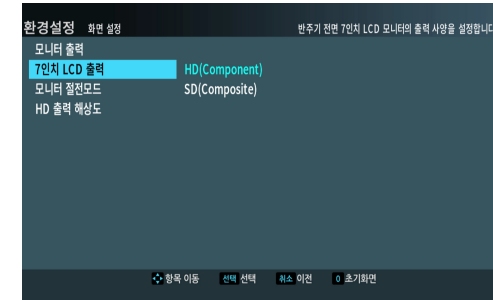 환경설정 화면 설정 반주기 전면 7인치 LCD 모니터의 출력 사양을 설정합니다
모니터 출력
7인치 LCD 출력 HD(Component)
모니터 절전모드 SD(Composite)
HD 출력 해상도
항목 이동 선택 선택 취소 이전 0 초기화면